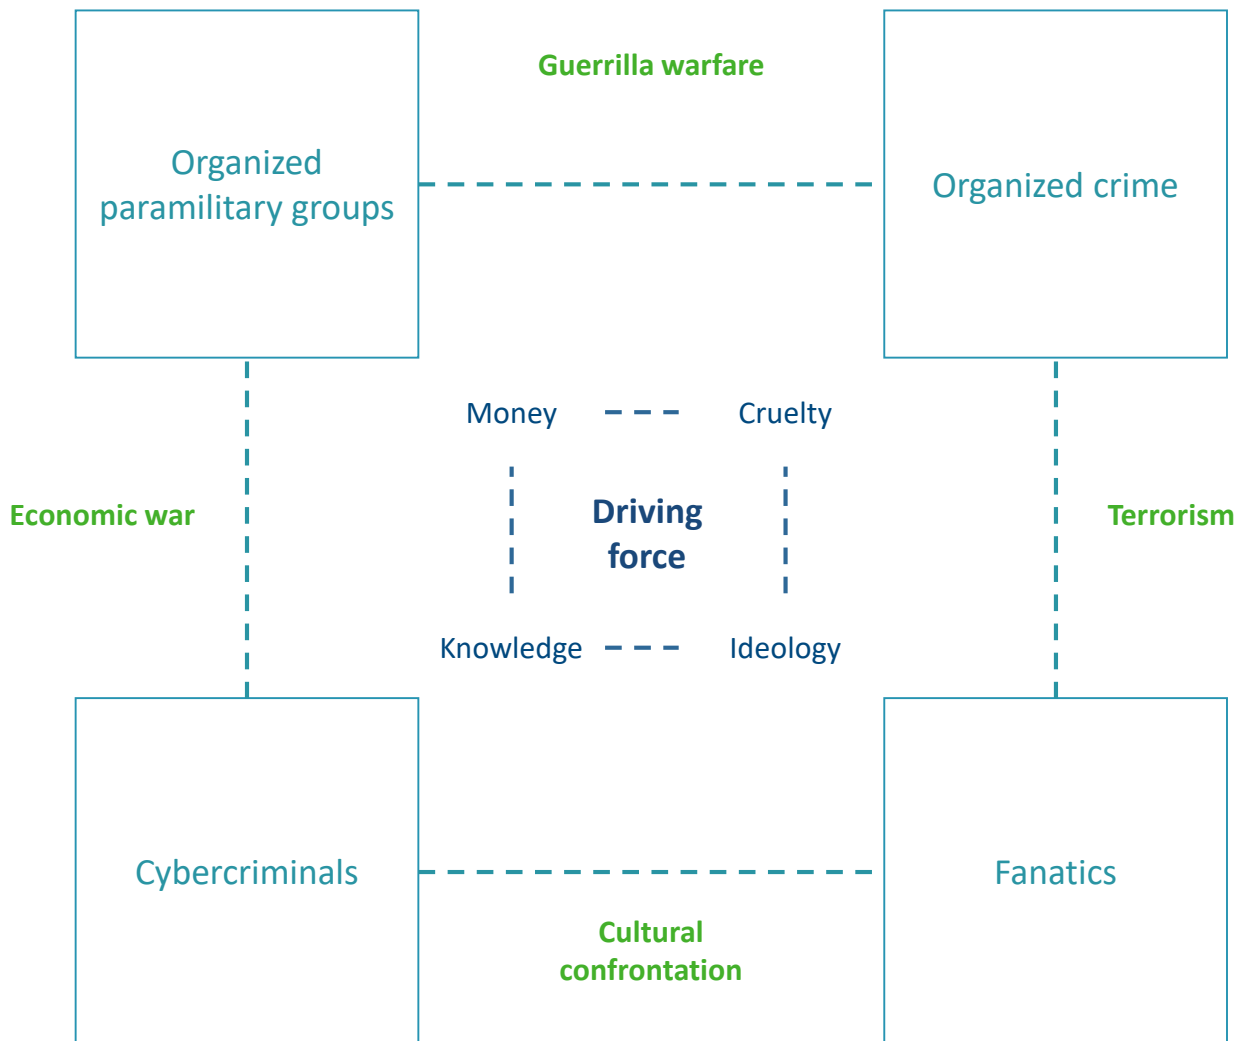 Guerrilla warfare
Organized
paramilitary groups
Organized crime
Money
Cruelty
Economic war
Driving
force
Terrorism
Knowledge
Ideology
Cybercriminals
Fanatics
Cultural
confrontation